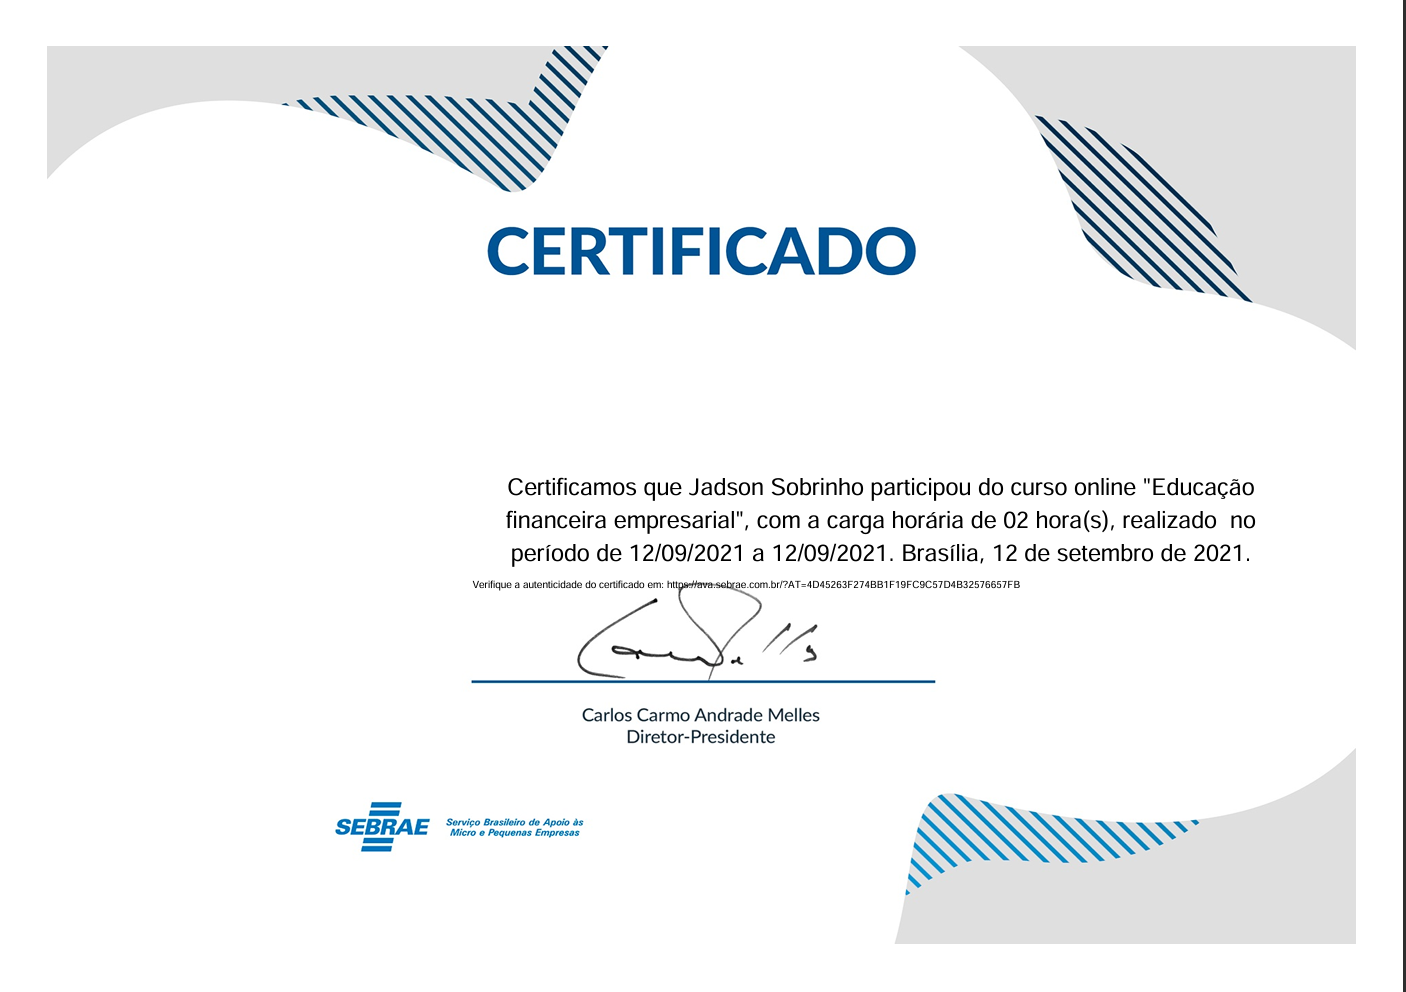 CERTIFICADO
Certificamos que Jadson Sobrinho participou do curso online "Educação
financeira empresarial", com a carga horária de 02 hora(s), realizado  no
período de 12/09/2021 a 12/09/2021. Brasília, 12 de setembro de 2021.
Verifique a autenticidade do certificado em: https://ava.sebrae.com.br/?AT=4D45263F274BB1F19FC9C57D4B32576657FB
Carlos Carmo Andrade Melles
Diretor-Presidente
SEBRAE
Serviço Brasileiro de Apoio às
Micro e Pequenas Empresas